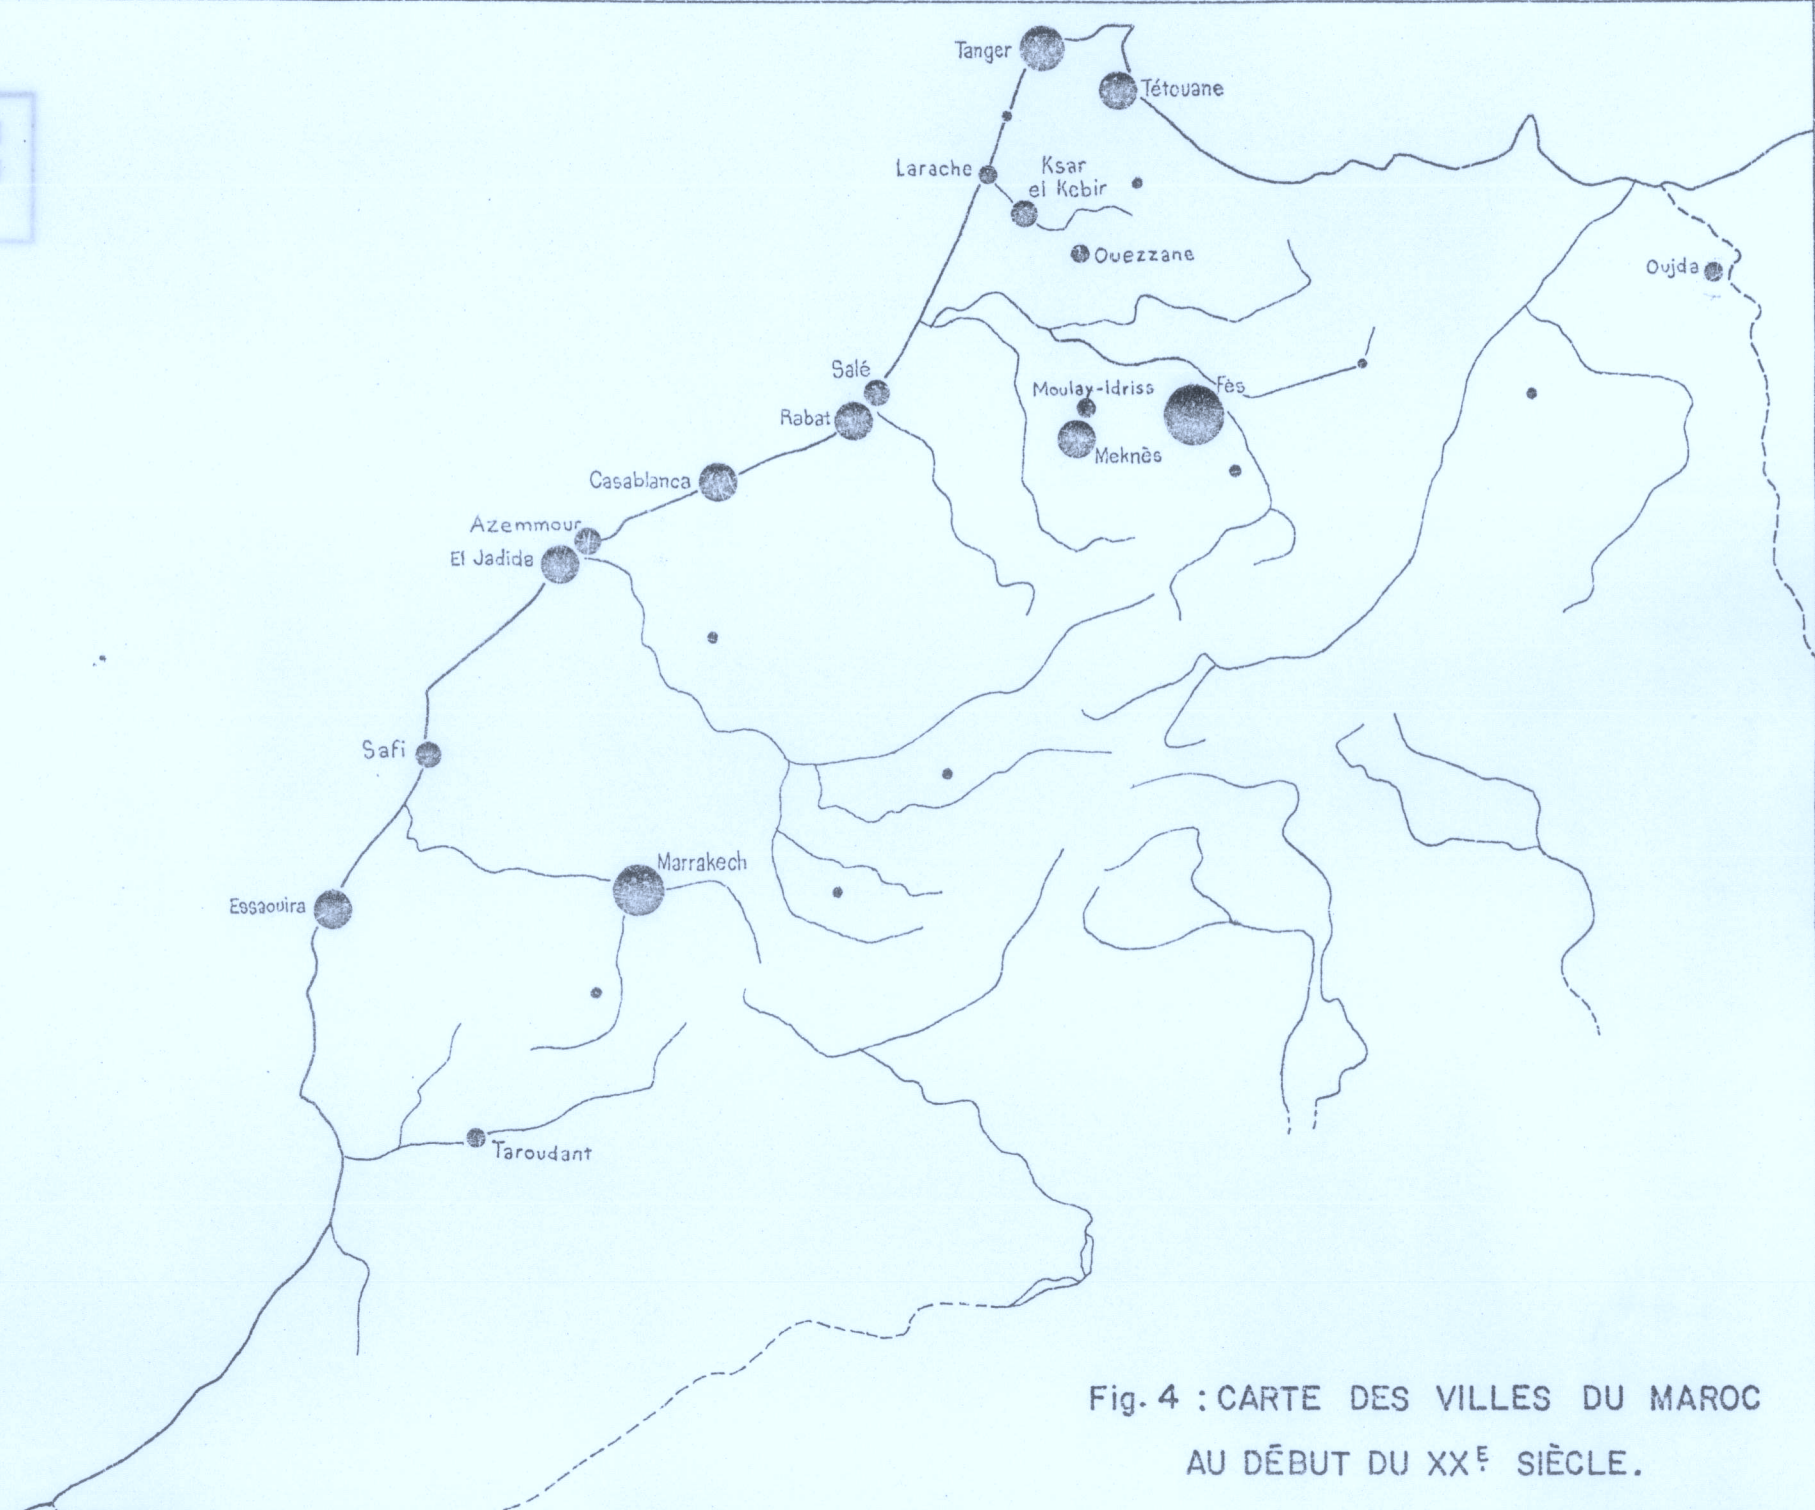 Tanger
Tétouane
Larache
Ksar
el Kebir
Ouezzane
Oujda
Salé
Rabat
Moulay-Idriss
Fès
Meknès
Casablanca
Azemmour
El Jadida
Safi
Marrakech
Essaouira
Taroudant
Fig. 4 : CARTE DES VILLES DU MAROC
AU DÉBUT DU XXE SIÈCLE.